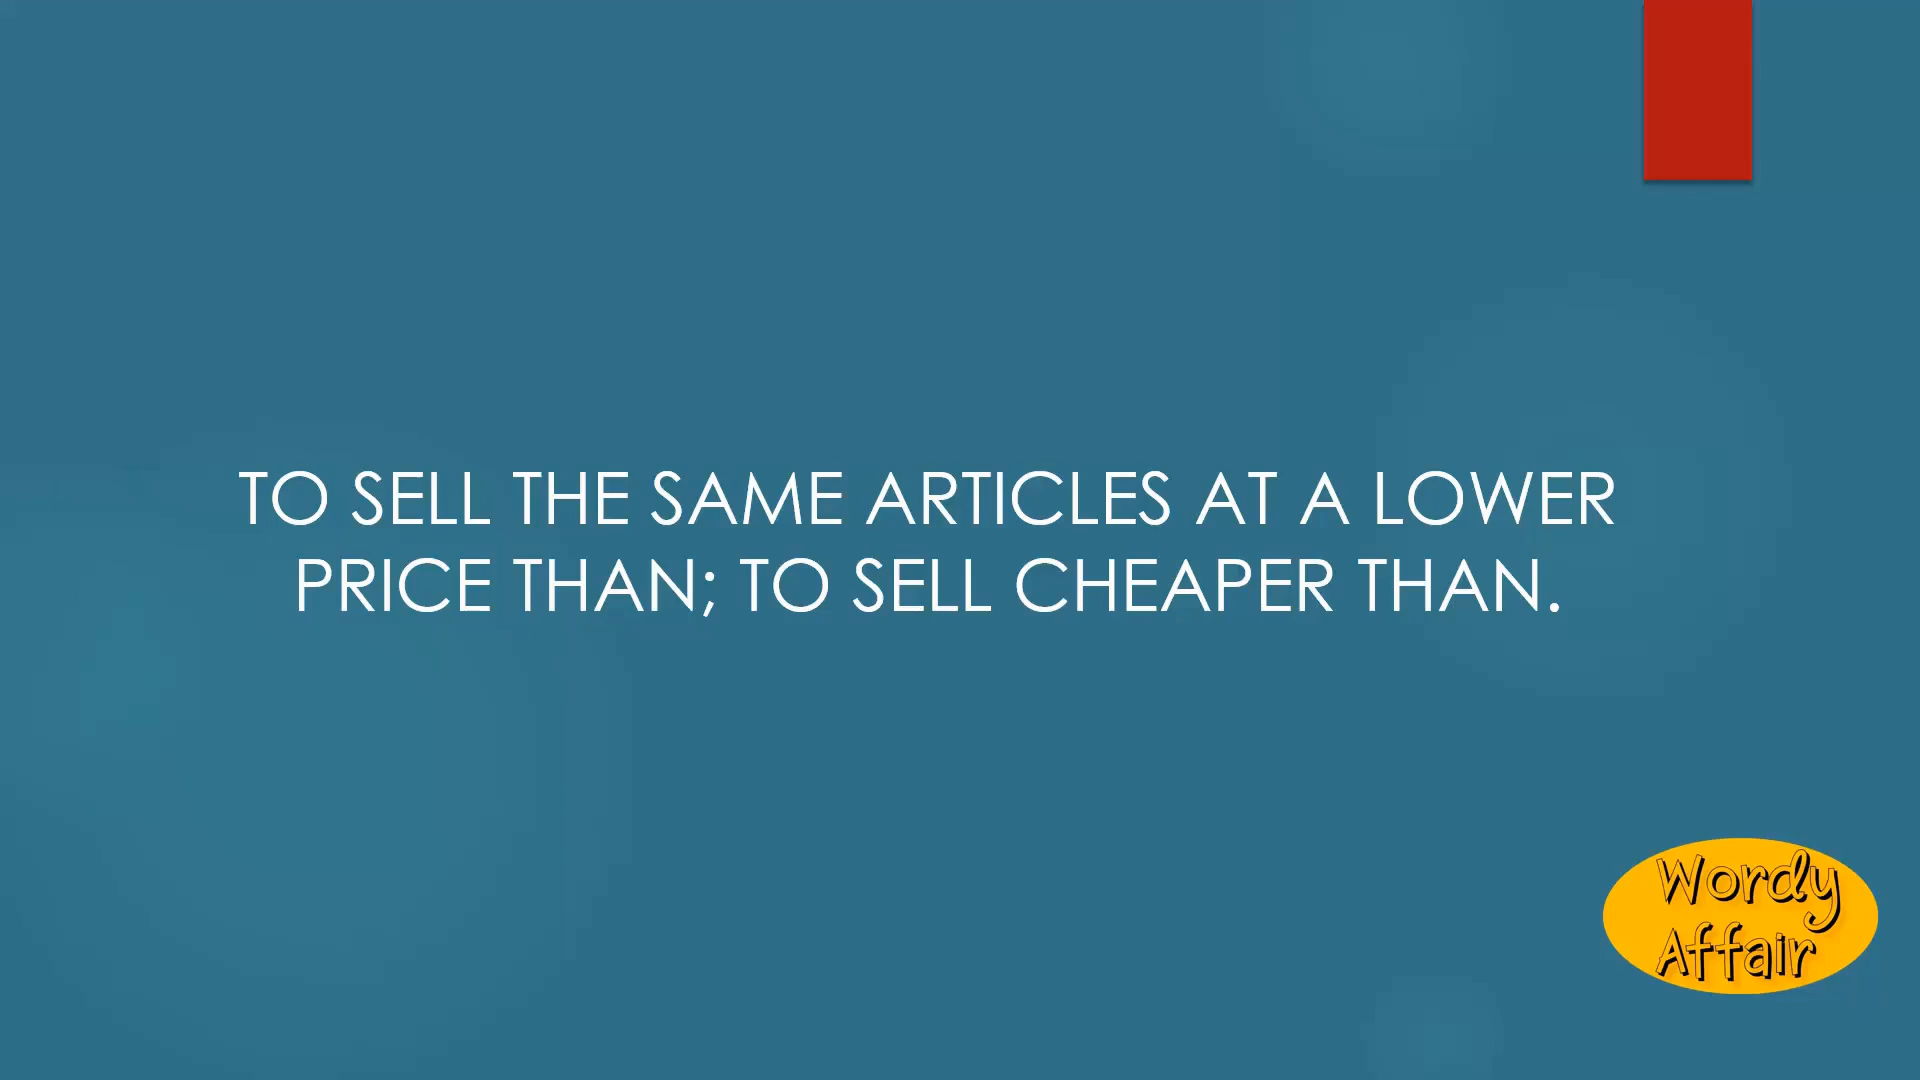 TO SELL THE SAME ARTICLES AT A LOWER
PRICE THAN; TO SELL CHEAPER THAN.
Wordy
Affair